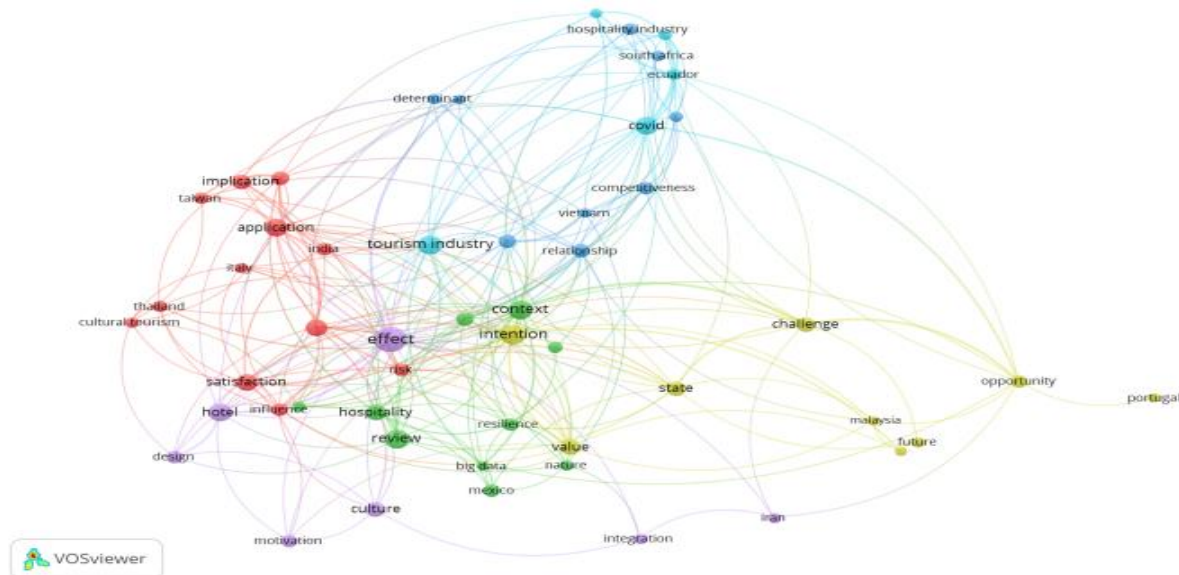 hospitality industry
south africa
ecuador
determinant
covid
implication
competitiveness
taiwan
vietnam
application
india
tourism industry
relationship
italy
thailand
context
cultural tourism
challenge
effect
intention
risk
satisfaction
state
opportunity
portugal
hotel
influence
hospitality
resilience
malaysia
review
value
future
design
big data
nature
mexico
culture
iran
motivation
integration
VOSviewer